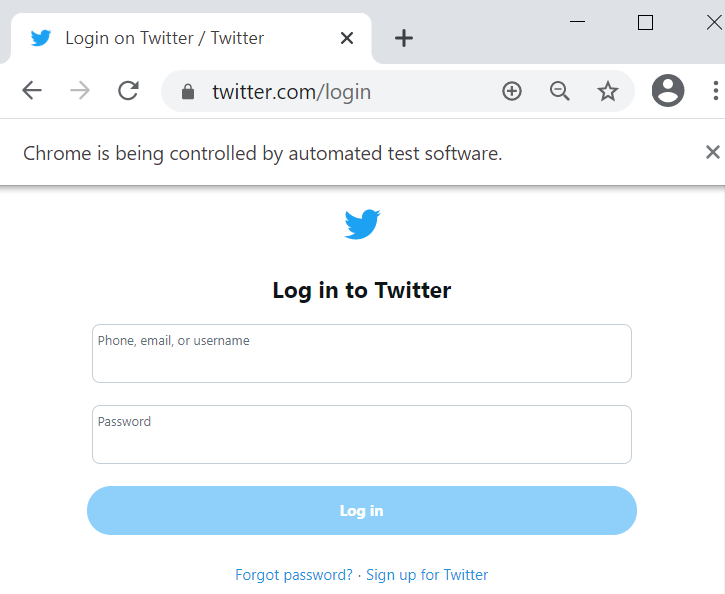 Login on Twitter / Twitter
twitter.com/login
Chrome is being controlled by automated test software.
Log in to Twitter
Phone, email, or username
Password
Log in
Forgot password? · Sign up for Twitter